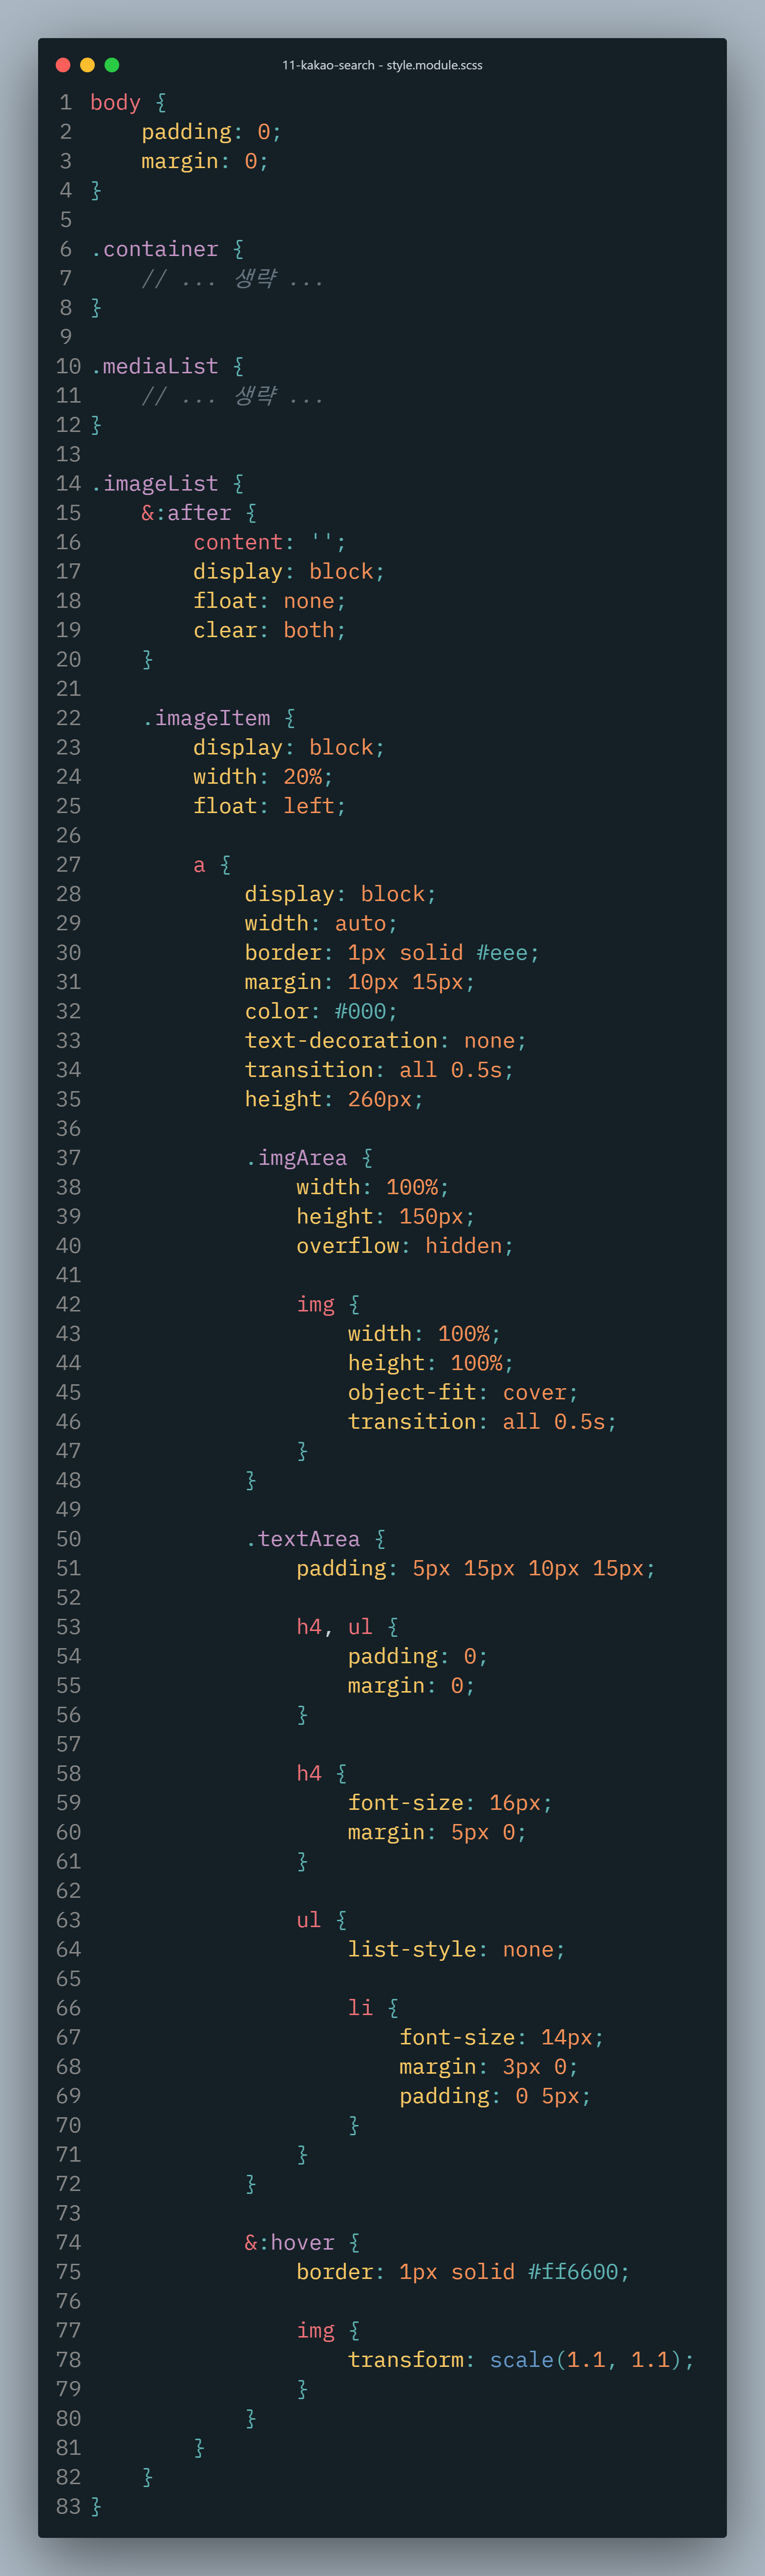 11-kakao-search - style.module.scss
1 body {
2     padding: 0;
3     margin: 0;
4 }
5
6 .container {
7     // ... 생략 ...
8 }
9
10 .mediaList {
11     // ... 생략 ...
12 }
13
14 .imageList {
15     &:after {
16         content: '';
17         display: block;
18         float: none;
19         clear: both;
20     }
21
22     .imageItem {
23         display: block;
24         width: 20%;
25         float: left;
26
27         a {
28             display: block;
29             width: auto;
30             border: 1px solid #eee;
31             margin: 10px 15px;
32             color: #000;
33             text-decoration: none;
34             transition: all 0.5s;
35             height: 260px;
36
37             .imgArea {
38                 width: 100%;
39                 height: 150px;
40                 overflow: hidden;
41
42                 img {
43                     width: 100%;
44                     height: 100%;
45                     object-fit: cover;
46                     transition: all 0.5s;
47                 }
48             }
49
50             .textArea {
51                 padding: 5px 15px 10px 15px;
52
53                 h4, ul {
54                     padding: 0;
55                     margin: 0;
56                 }
57
58                 h4 {
59                     font-size: 16px;
60                     margin: 5px 0;
61                 }
62
63                 ul {
64                     list-style: none;
65
66                     li {
67                         font-size: 14px;
68                         margin: 3px 0;
69                         padding: 0 5px;
70                     }
71                 }
72             }
73
74             &:hover {
75                 border: 1px solid #ff6600;
76
77                 img {
78                     transform: scale(1.1, 1.1);
79                 }
80             }
81         }
82     }
83 }